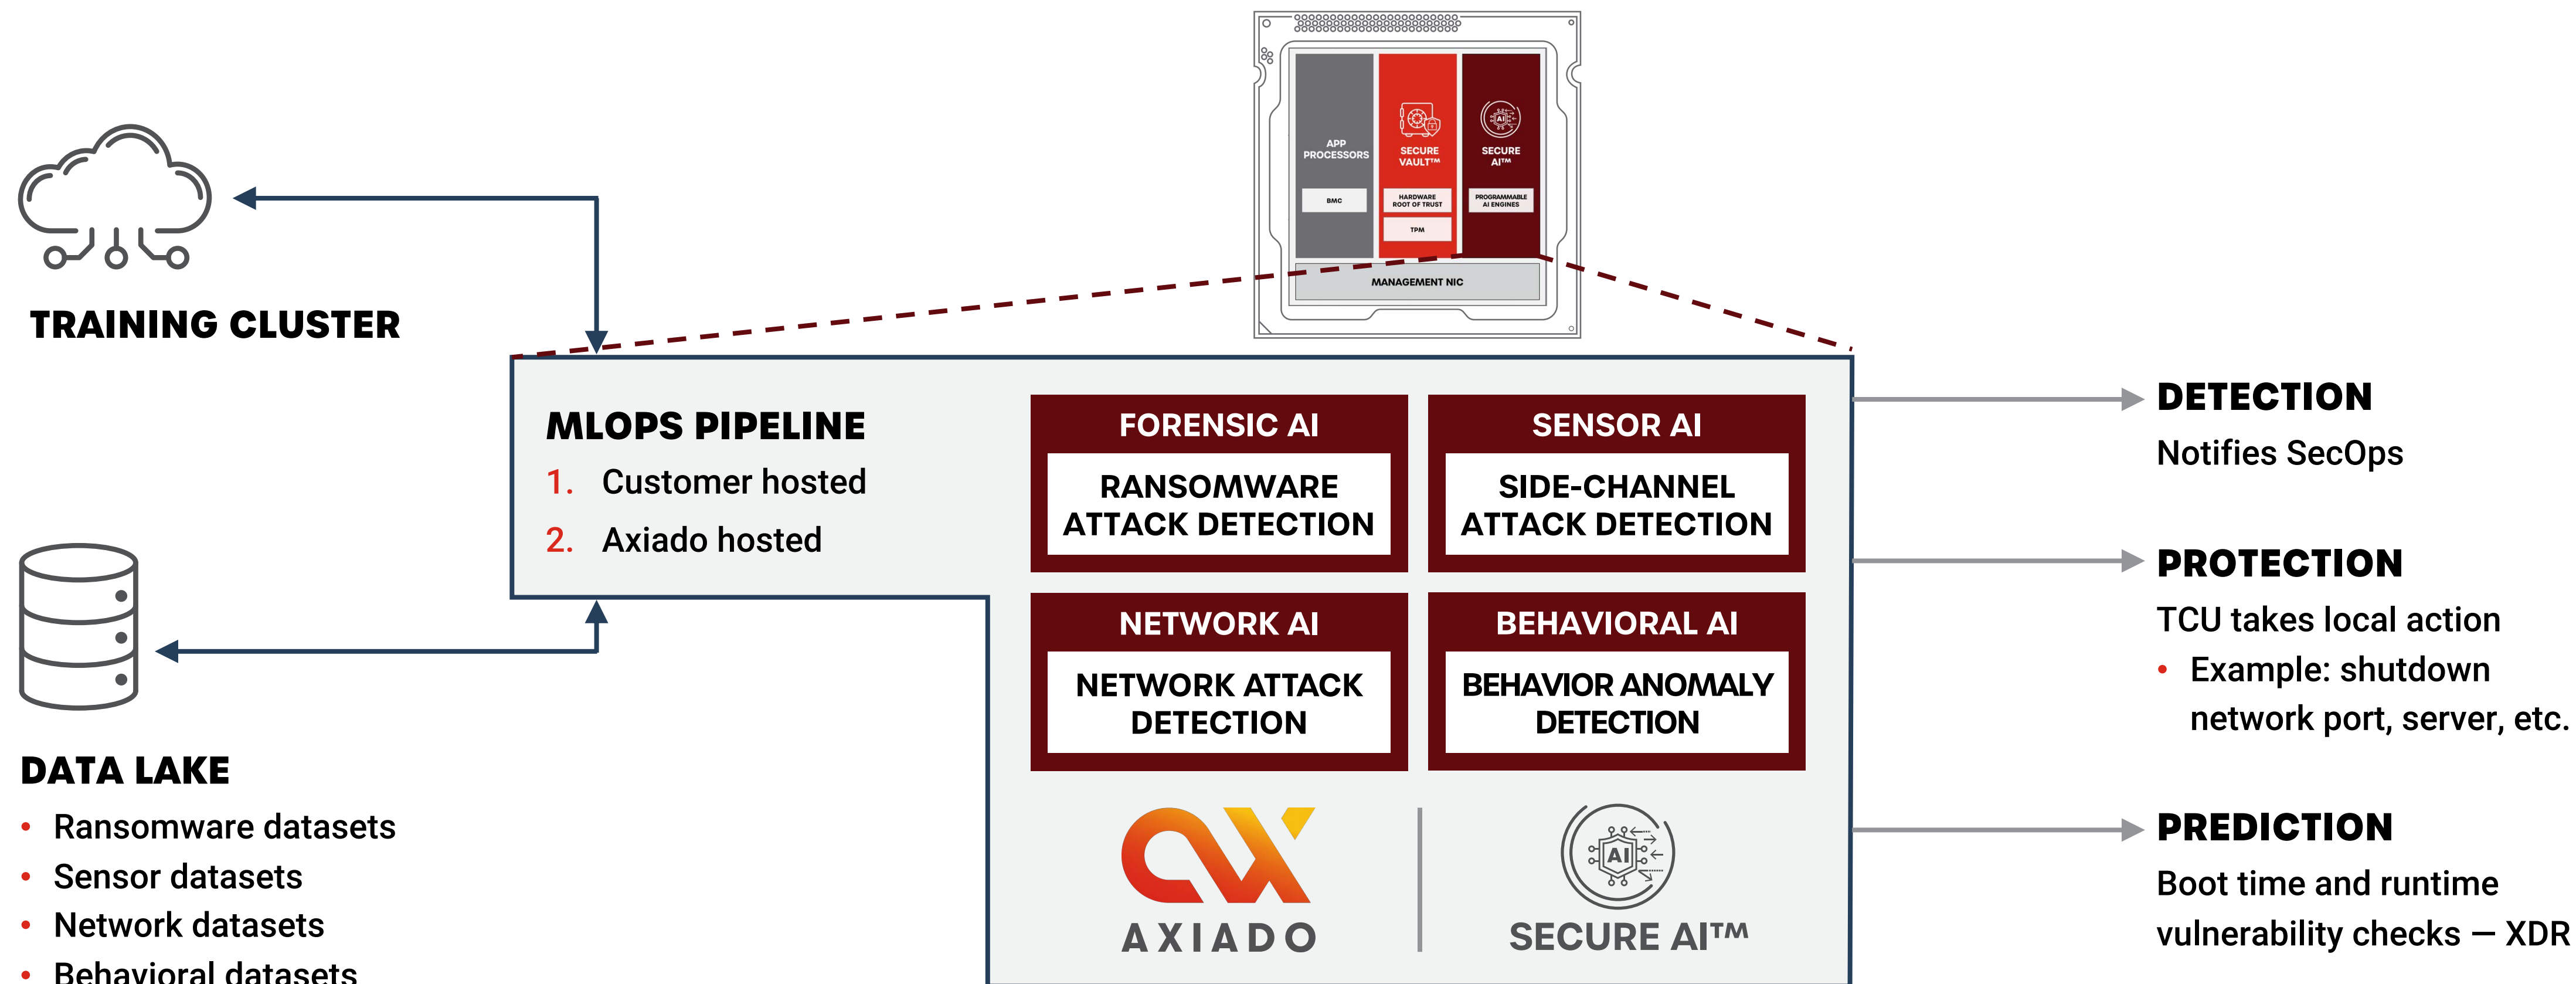 APP
PROCESSORS
BMC
SECURE
VAULT™
HARDWARE
ROOT OF TRUST
TPM
SECURE
AI™
PROGRAMMABLE
AI ENGINES
MANAGEMENT NIC
TRAINING CLUSTER
DATA LAKE
• Ransomware datasets
• Sensor datasets
• Network datasets
• Behavioral datasets
MLOPS PIPELINE
1. Customer hosted
2. Axiado hosted
FORENSIC AI
RANSOMWARE
ATTACK DETECTION
SENSOR AI
SIDE-CHANNEL
ATTACK DETECTION
NETWORK AI
NETWORK ATTACK
DETECTION
BEHAVIORAL AI
BEHAVIOR ANOMALY
DETECTION
AXIADO
AI
SECURE AI™
DETECTION
Notifies SecOps
PROTECTION
TCU takes local action
• Example: shutdown
network port, server, etc.
PREDICTION
Boot time and runtime
vulnerability checks — XDR